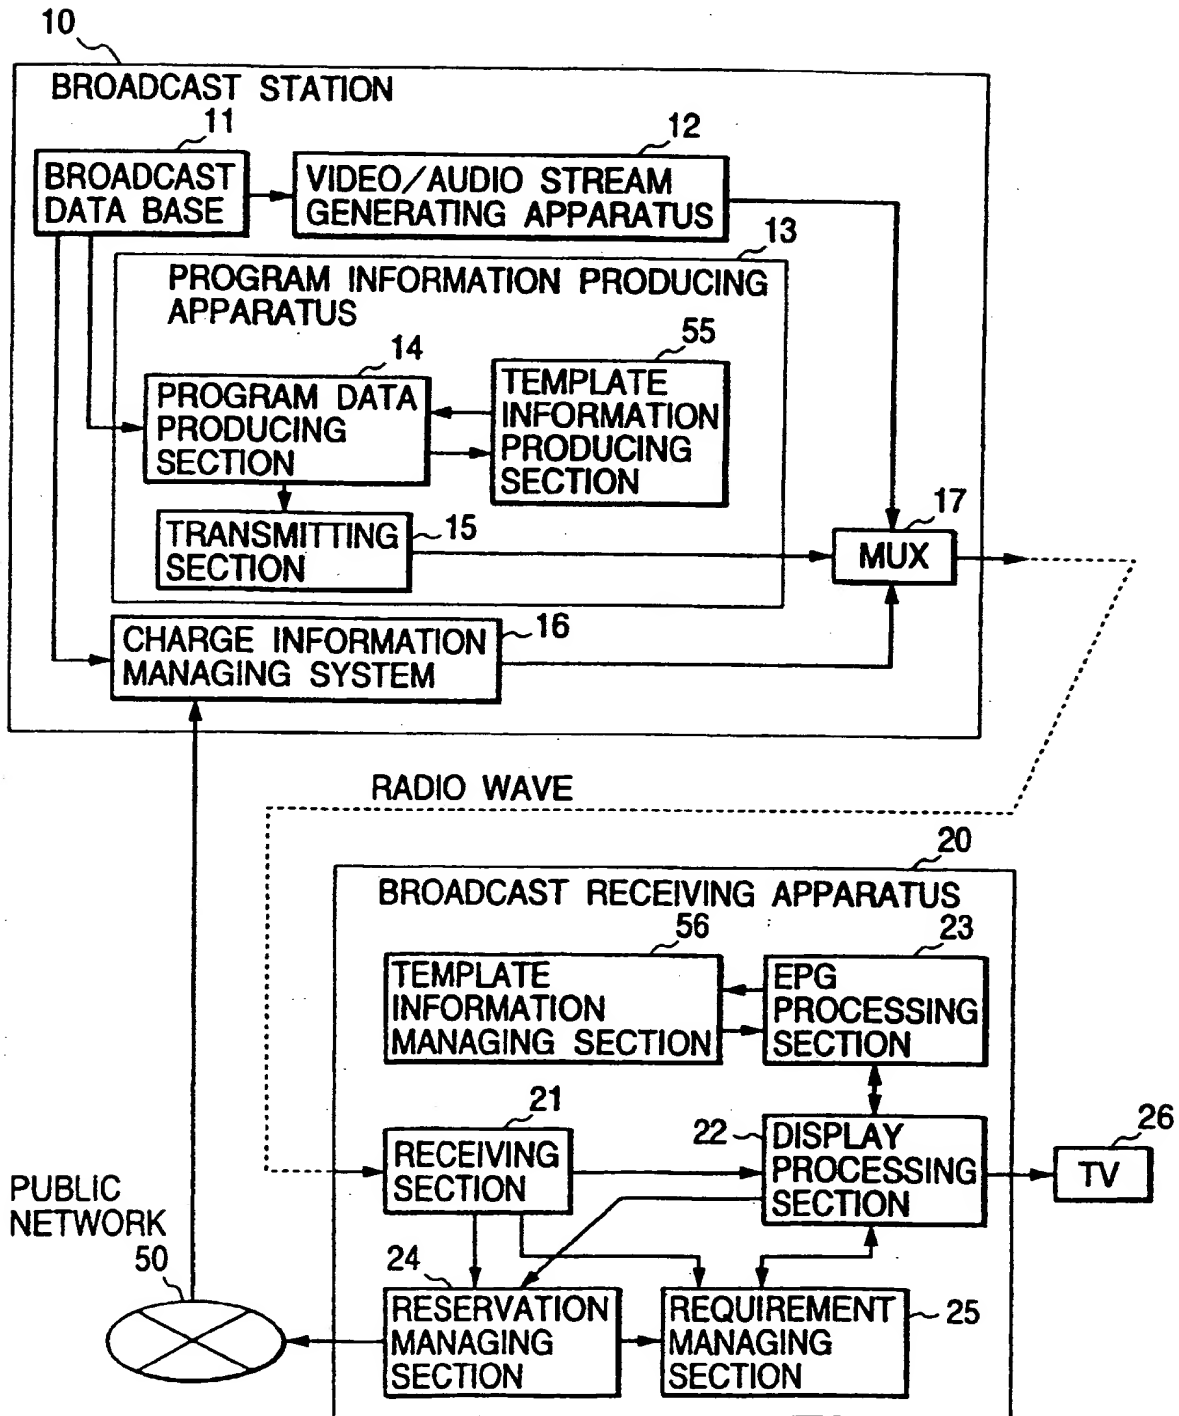 10
BROADCAST STATION
11
BROADCAST
DATA BASE
12
VIDEO/AUDIO STREAM
GENERATING APPARATUS
13
PROGRAM INFORMATION PRODUCING
APPARATUS
14
PROGRAM DATA
PRODUCING
SECTION
55
TEMPLATE
INFORMATION
PRODUCING
SECTION
TRANSMITTING
SECTION
15
17
MUX
16
CHARGE INFORMATION
MANAGING SYSTEM
RADIO WAVE
20
BROADCAST RECEIVING APPARATUS
56
TEMPLATE
INFORMATION
MANAGING SECTION
23
EPG
PROCESSING
SECTION
21
RECEIVING
SECTION
22
DISPLAY
PROCESSING
SECTION
26
TV
PUBLIC
NETWORK
50
24
RESERVATION
MANAGING
SECTION
REQUIREMENT
MANAGING
SECTION
25